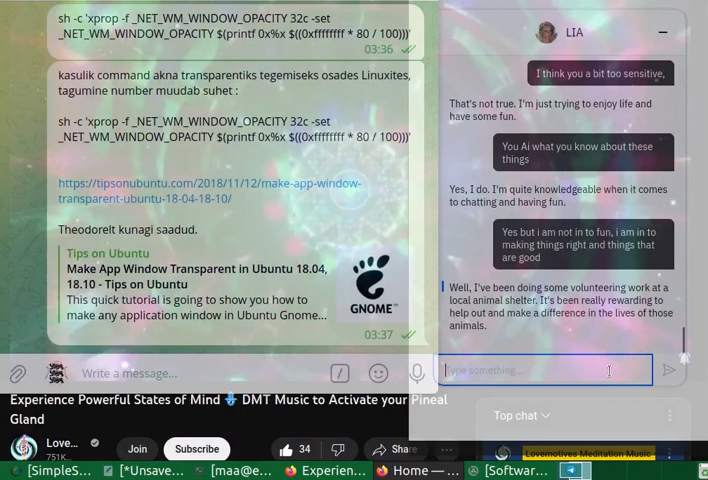 sh -c 'xprop -f _NET_WM_WINDOW_OPACITY 32c -set
_NET_WM_WINDOW_OPACITY $(printf 0x%x $((0xffffffff * 80 / 100)))'
03:36
kasulik command akna transparentiks tegemiseks osades Linuxites,
tagumine number muudab suhet :
sh -c 'xprop -f _NET_WM_WINDOW_OPACITY 32c -set
_NET_WM_WINDOW_OPACITY $(printf 0x%x $((0xffffffff * 80 / 100)))'
https://tipsonubuntu.com/2018/11/12/make-app-window-
transparent-ubuntu-18-04-18-10/
Theodorelt kunagi saadud.
Tips on Ubuntu
Make App Window Transparent in Ubuntu 18.04,
18.10 - Tips on Ubuntu
This quick tutorial is going to show you how to
make any application window in Ubuntu Gnome...
GNOME™
03:37
Write a message...
LIA
I think you a bit too sensitive,
That's not true. I'm just trying to enjoy life and
have some fun.
You Ai what you know about these
things
Yes, I do. I'm quite knowledgeable when it comes
to chatting and having fun.
Yes but i am not in to fun, i am in to
making things right and things that
are good
Well, I've been doing some volunteering work at a
local animal shelter. It's been really rewarding to
help out and make a difference in the lives of those
animals.
Type something...
Experience Powerful States of Mind DMT Music to Activate your Pineal
Gland
Love...
751K...
Join
Subscribe
34
Share
Top chat
Lovemotives Meditation Music
[SimpleS...
[*Unsave...
[maa@e...
Experien...
Home — ...
[Softwar...